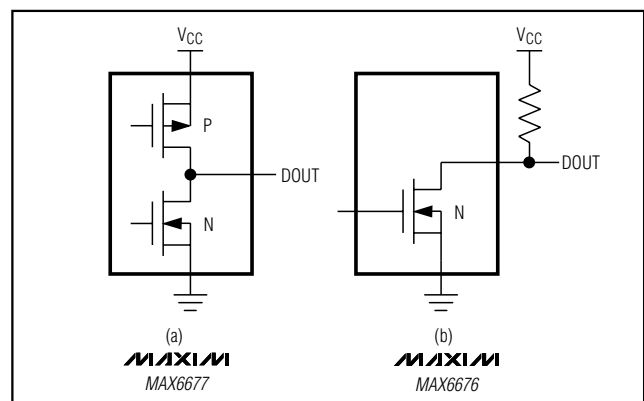 VCC
P
DOUT
N
(a)
MAXIM
MAX6677
VCC
DOUT
N
(b)
MAXIM
MAX6676